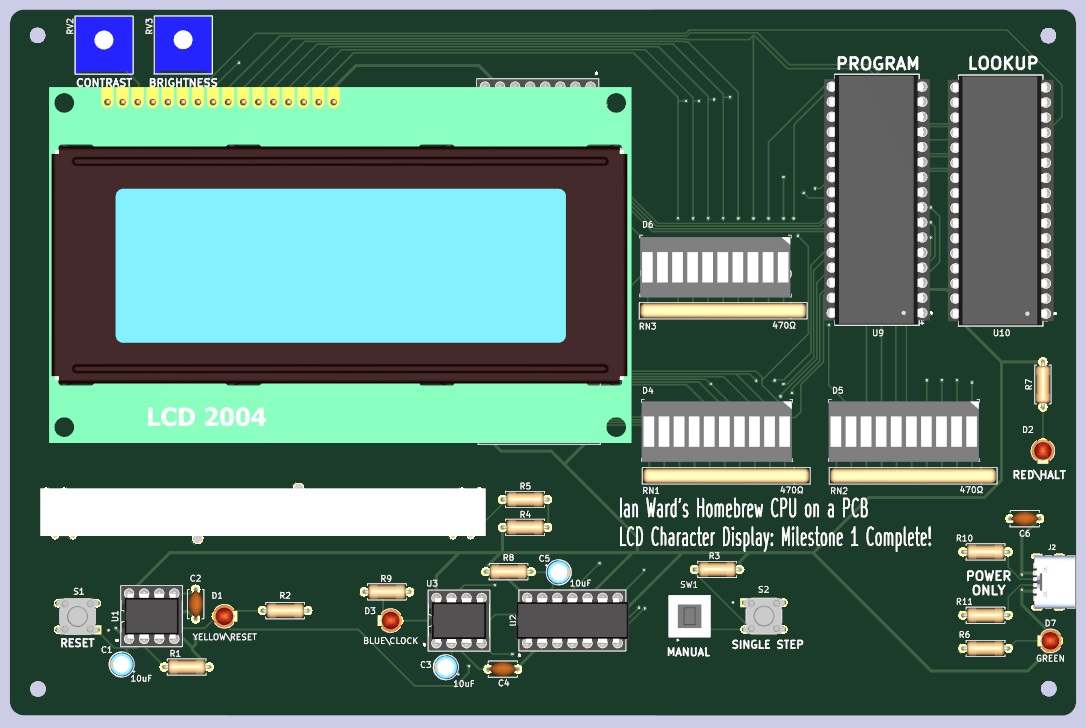 RV2
RV3
CONTRAST
BRIGHTNESS
PROGRAM
LOOKUP
D6
RN3
470Ω
U9
U10
D4
D5
R7
D2
RED\HALT
LCD 2004
RN1
470Ω
RN2
470Ω
R5
R4
Ian Ward's Homebrew CPU on a PCB
LCD Character Display: Milestone 1 Complete!
C6
R10
J2
R8
C5
10uF
R3
S1
U1
C2
D1
R2
R9
U3
D3
U2
SW1
S2
POWER
ONLY
R11
D7
RESET
YELLOW\RESET
BLUE\CLOCK
MANUAL
SINGLE STEP
R6
GREEN
C1
10uF
R1
C3
10uF
C4